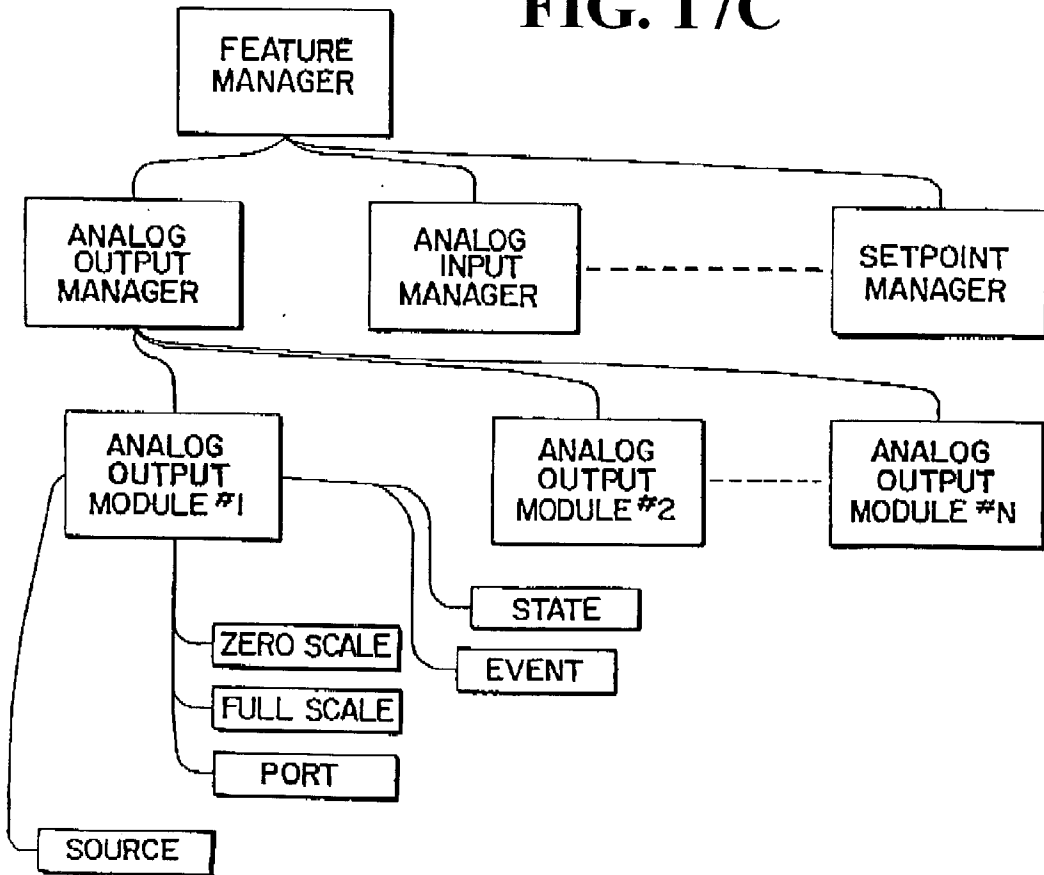 FIG. 17C
FEATURE
MANAGER
ANALOG
OUTPUT
MANAGER
ANALOG
INPUT
MANAGER
SETPOINT
MANAGER
ANALOG
OUTPUT
MODULE #1
ANALOG
OUTPUT
MODULE #2
ANALOG
OUTPUT
MODULE #N
STATE
ZERO SCALE
EVENT
FULL SCALE
PORT
SOURCE